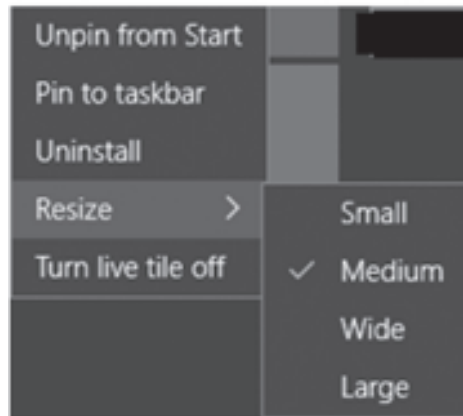 Unpin from Start
Pin to taskbar
Uninstall
Resize >
Turn live tile off
Small
✓ Medium
Wide
Large